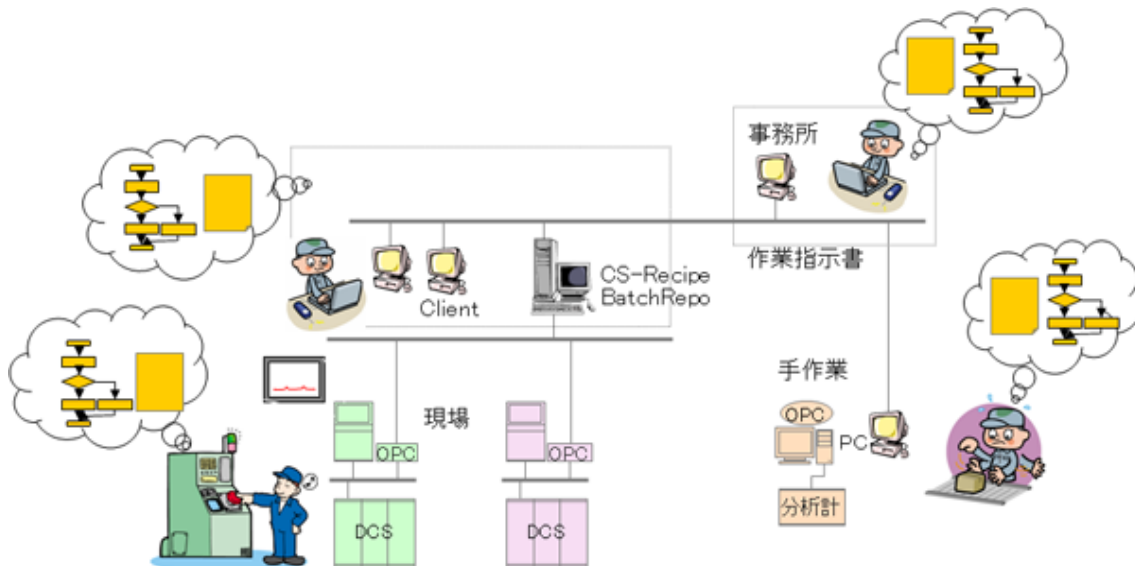 事務所
作業指示書
CS-Recipe
BatchRepo
Client
手作業
OPC
PC
分析計
現場
OPC
OPC
DCS
DCS